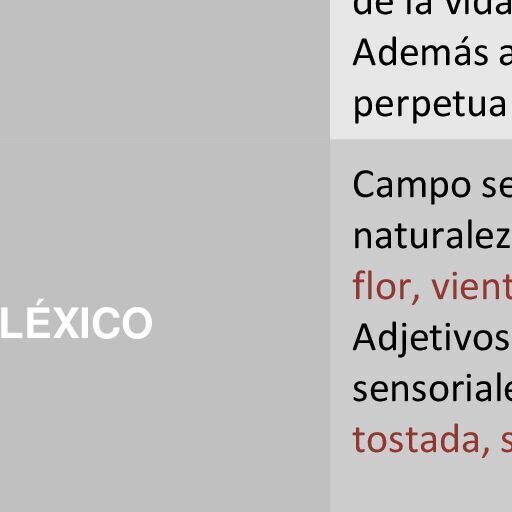 de la vida
Además a
perpetua
LÉXICO
Campo se
naturalez
flor, vient
Adjetivos
sensoriale
tostada, s